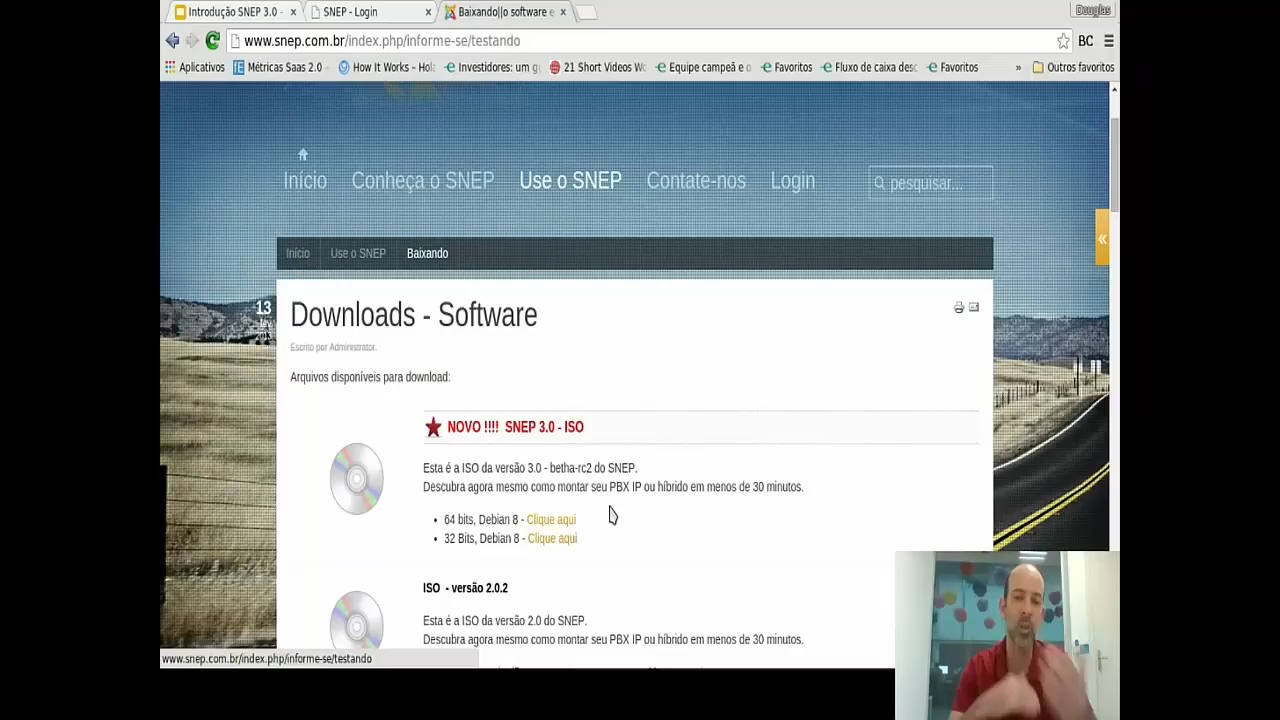 Introdução SNEP 3.0 -
SNEP - Login
Baixando||o software e
Douglas
www.snep.com.br/index.php/informe-se/testando
BC
Aplicativos
Métricas Saas 2.0
How It Works – Hol
Investidores: um g
21 Short Videos W
Equipe campeã e o
Favoritos
Fluxo de caixa desc
Favoritos
»
Outros favoritos
Início
Conheça o SNEP
Use o SNEP
Contate-nos
Login
pesquisar...
«
Início
Use o SNEP
Baixando
13
Downloads - Software
Escrito por Administrator.
Arquivos disponíveis para download:
NOVO !!!! SNEP 3.0 - ISO
Esta é a ISO da versão 3.0 - betha-rc2 do SNEP.
Descubra agora mesmo como montar seu PBX IP ou híbrido em menos de 30 minutos.
• 64 bits, Debian 8 - Clique aqui
• 32 Bits, Debian 8 - Clique aqui
ISO - versão 2.0.2
Esta é a ISO da versão 2.0 do SNEP.
Descubra agora mesmo como montar seu PBX IP ou híbrido em menos de 30 minutos.
www.snep.com.br/index.php/informe-se/testando